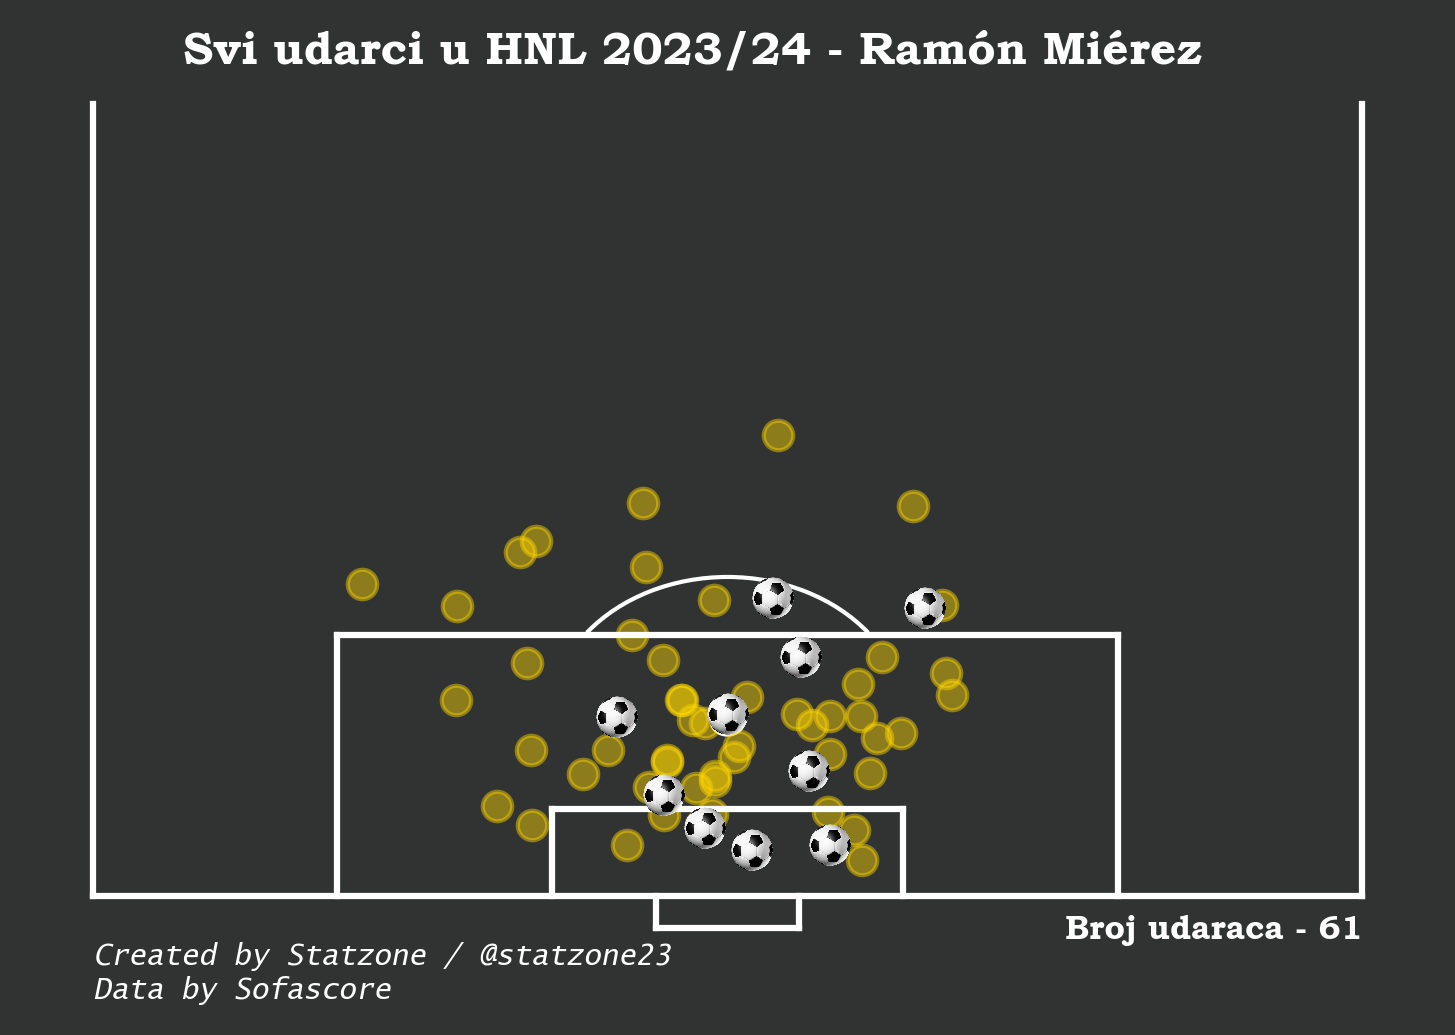 Svi udarci u HNL 2023/24 - Ramón Miérez
Broj udaraca - 61
Created by Statzone / @statzone23
Data by Sofascore